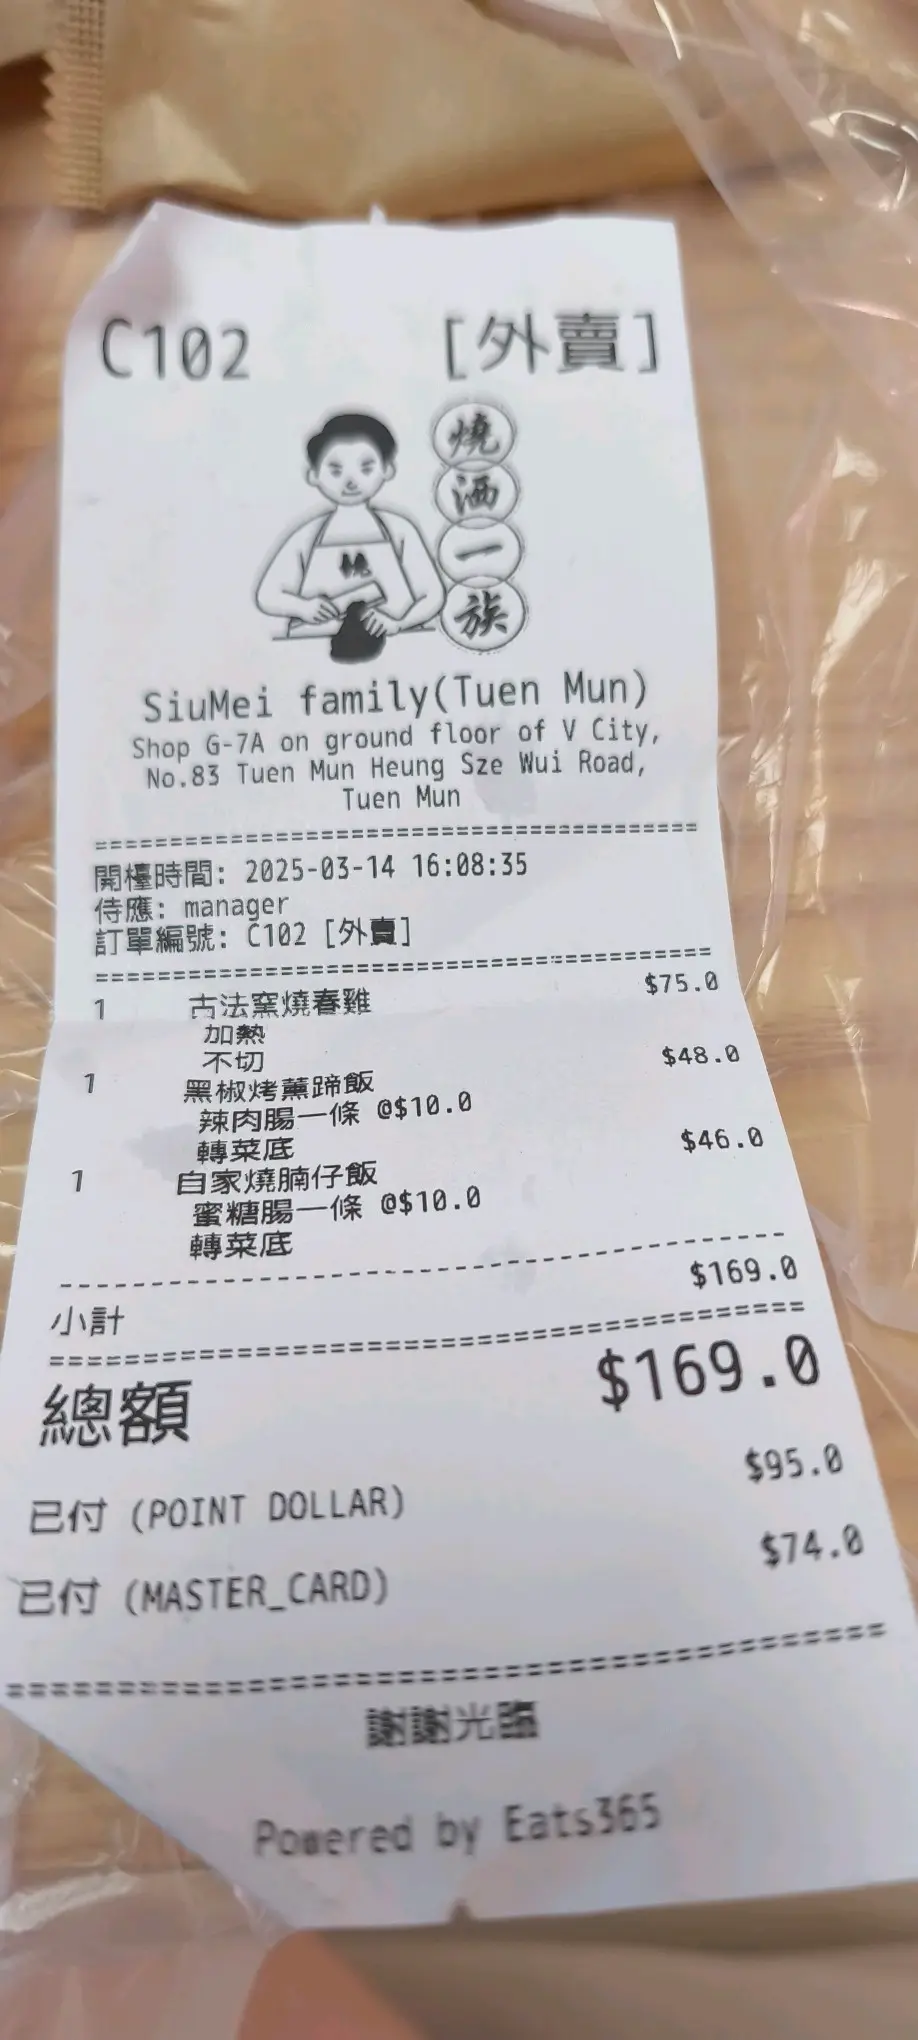 C102 [外賣]
燒
洒
一
族
SiuMei family(Tuen Mun)
Shop G-7A on ground floor of V City,
No.83 Tuen Mun Heung Sze Wui Road,
Tuen Mun
開檯時間: 2025-03-14 16:08:35
侍應: manager
訂單編號: C102 [外賣]
1 古法窯燒春雞 $75.0
加熱
不切
1 黑椒烤薰蹄飯 $48.0
辣肉腸一條 @$10.0
轉菜底
1 自家燒腩仔飯 $46.0
蜜糖腸一條 @$10.0
轉菜底
小計 $169.0
總額 $169.0
已付 (POINT DOLLAR) $95.0
已付 (MASTER_CARD) $74.0
謝謝光臨
Powered by Eats365